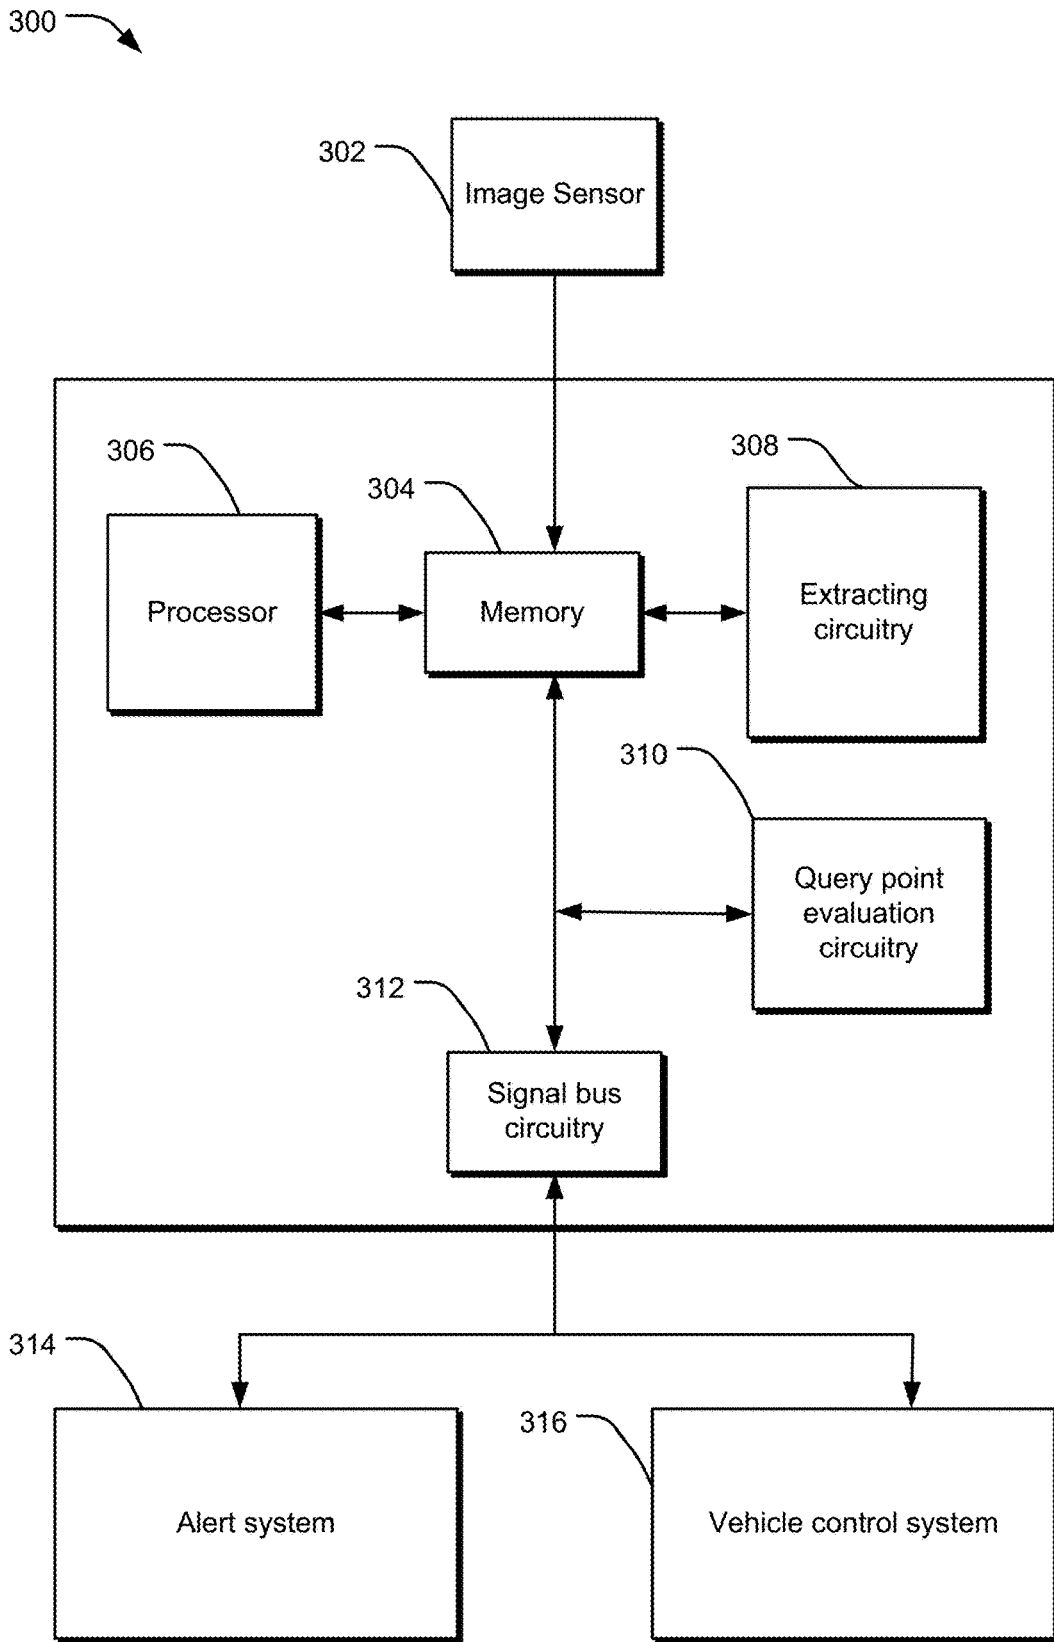 300
302
Image Sensor
306
304
308
Processor
Memory
Extracting
circuitry
310
Query point
evaluation
circuitry
312
Signal bus
circuitry
314
316
Alert system
Vehicle control system